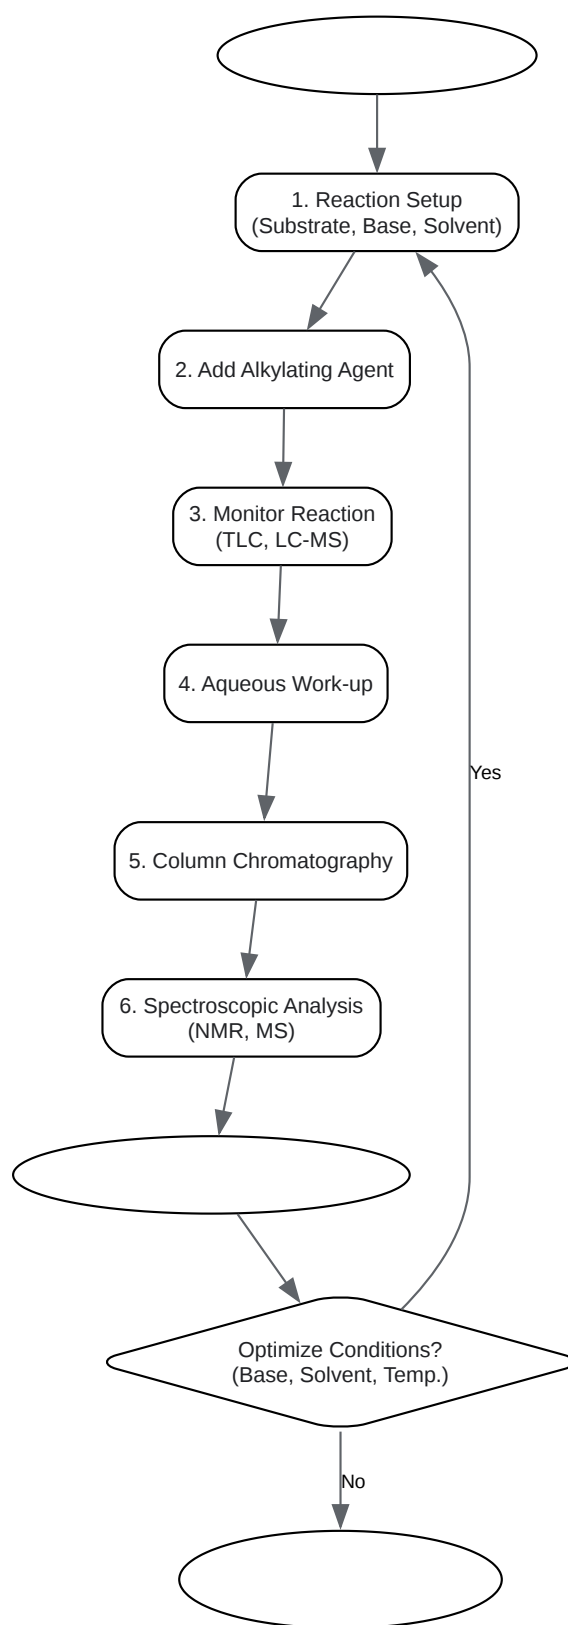 1. Reaction Setup
(Substrate, Base, Solvent)
2. Add Alkylating Agent
3. Monitor Reaction
(TLC, LC-MS)
4. Aqueous Work-up
Yes
5. Column Chromatography
6. Spectroscopic Analysis
(NMR, MS)
Optimize Conditions?
(Base, Solvent, Temp.)
No